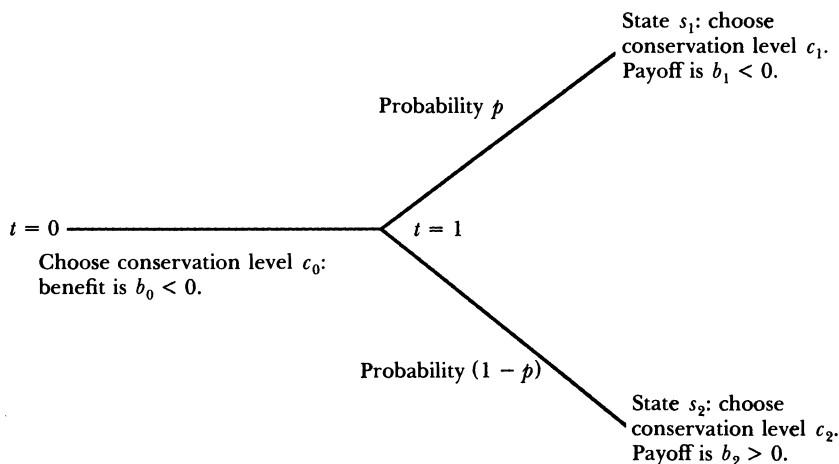 State s₁: choose
conservation level c₁.
Payoff is b₁ < 0.
Probability p
t = 0
t = 1
Choose conservation level c₀:
benefit is b₀ < 0.
Probability (1 − p)
State s₂: choose
conservation level c₂.
Payoff is b₂ > 0.